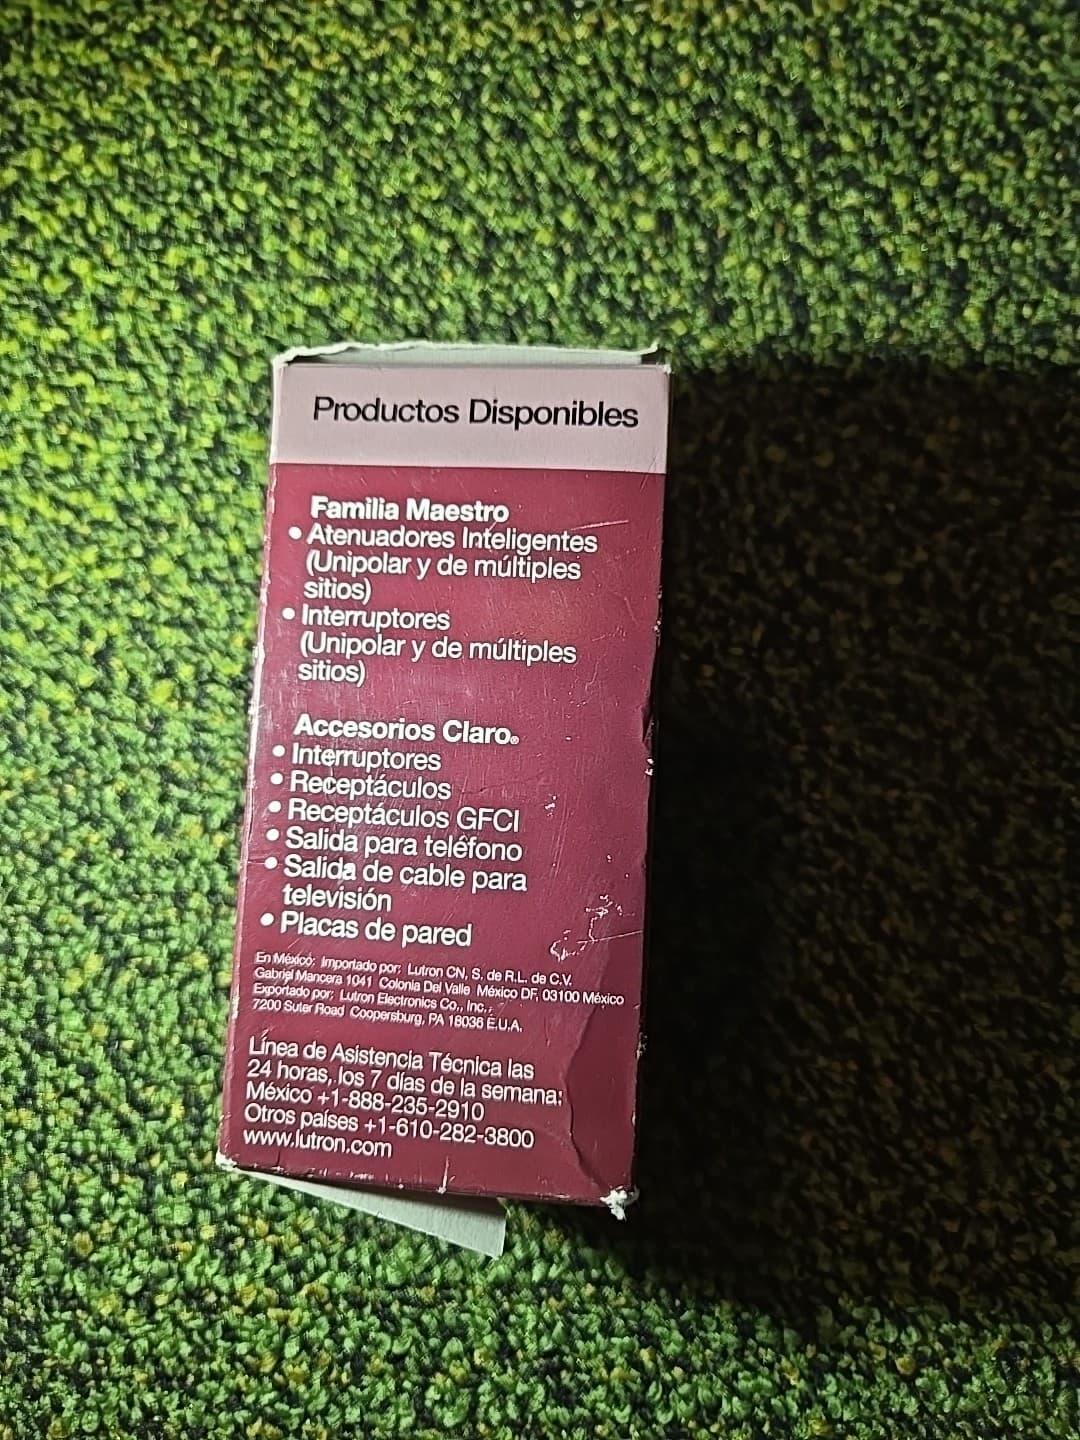 Productos Disponibles
Familia Maestro
• Atenuadores Inteligentes
(Unipolar y de múltiples
sitios)
• Interruptores
(Unipolar y de múltiples
sitios)
Accesorios Claro®
• Interruptores
• Receptáculos
• Receptáculos GFCI
• Salida para teléfono
• Salida de cable para
televisión
• Placas de pared
En México: Importado por: Lutron CN, S. de R.L. de C.V.
Gabriel Mancera 1041 Colonia Del Valle México DF, 03100 México
Exportado por: Lutron Electronics Co., Inc.,
7200 Suter Road Coopersburg, PA 18036 E.U.A.
Línea de Asistencia Técnica las
24 horas, los 7 días de la semana:
México +1-888-235-2910
Otros países +1-610-282-3800
www.lutron.com